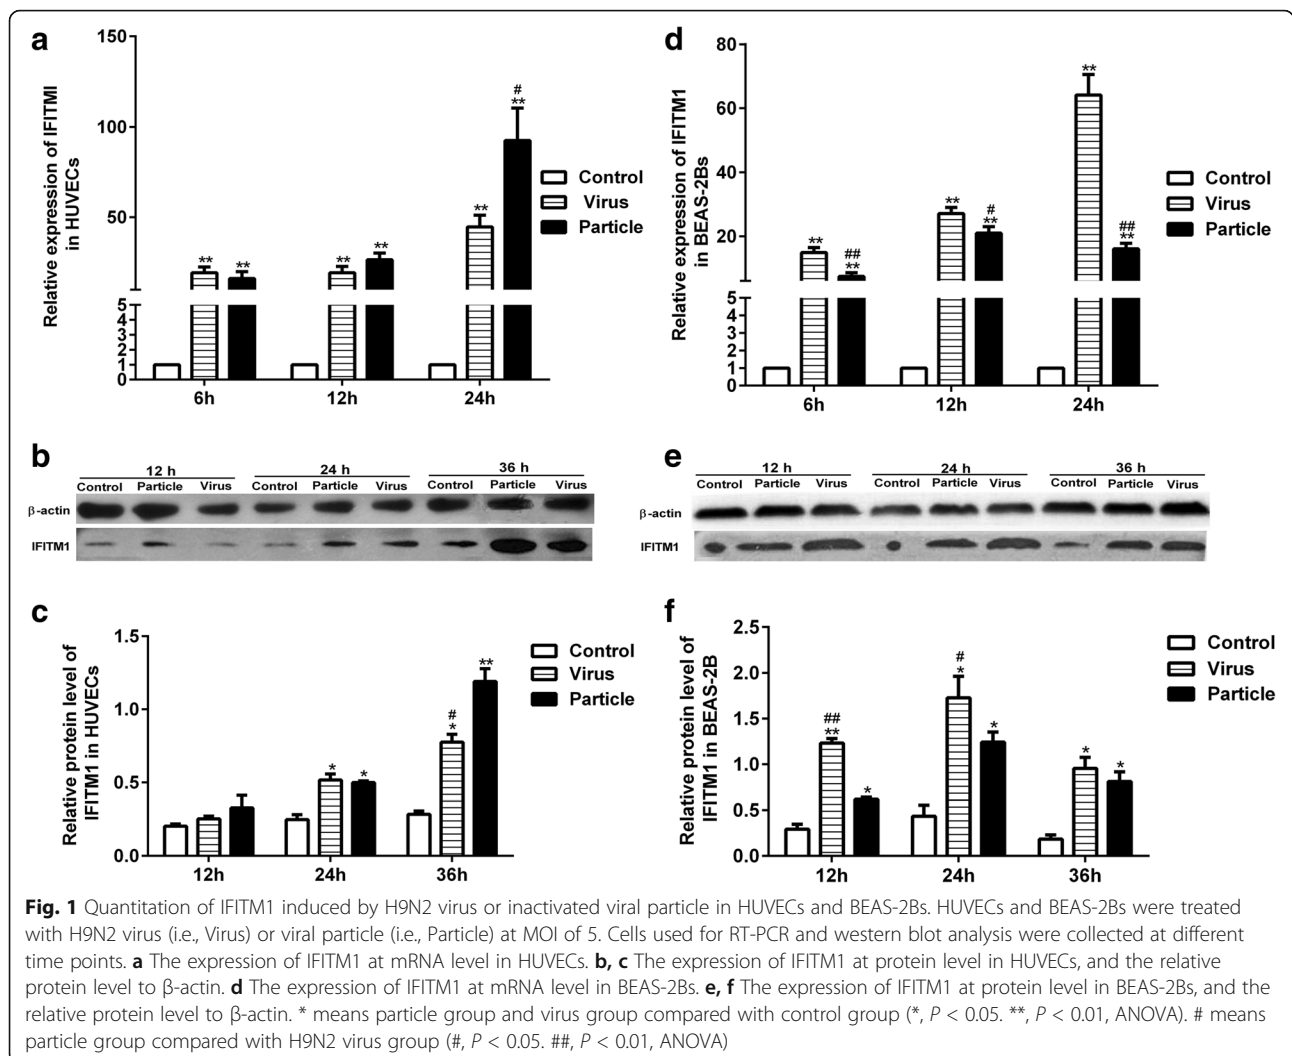 a
Relative expression of IFITMI
in HUVECs
150
100
50
5
4
3
2
1
0
** ** ** ** ** # **
6h 12h 24h
Control
Virus
Particle
d
Relative expression of IFITM1
in BEAS-2Bs
80
60
40
20
5
4
3
2
1
0
** ## ** ** # ** ** ## **
6h 12h 24h
Control
Virus
Particle
b
12 h 24 h 36 h
Control Particle Virus Control Particle Virus Control Particle Virus
β-actin
IFITM1
e
12 h 24 h 36 h
Control Particle Virus Control Particle Virus Control Particle Virus
β-actin
IFITM1
c
Relative protein level of
IFITM1 in HUVECs
1.5
1.0
0.5
0.0
* * # * **
12h 24h 36h
Control
Virus
Particle
f
Relative protein level of
IFITM1 in BEAS-2B
2.5
2.0
1.5
1.0
0.5
0.0
## ** * # * * * *
12h 24h 36h
Control
Virus
Particle
Fig. 1 Quantitation of IFITM1 induced by H9N2 virus or inactivated viral particle in HUVECs and BEAS-2Bs. HUVECs and BEAS-2Bs were treated
with H9N2 virus (i.e., Virus) or viral particle (i.e., Particle) at MOI of 5. Cells used for RT-PCR and western blot analysis were collected at different
time points. a The expression of IFITM1 at mRNA level in HUVECs. b, c The expression of IFITM1 at protein level in HUVECs, and the relative
protein level to β-actin. d The expression of IFITM1 at mRNA level in BEAS-2Bs. e, f The expression of IFITM1 at protein level in BEAS-2Bs, and the
relative protein level to β-actin. * means particle group and virus group compared with control group (*, P < 0.05. **, P < 0.01, ANOVA). # means
particle group compared with H9N2 virus group (#, P < 0.05. ##, P < 0.01, ANOVA)